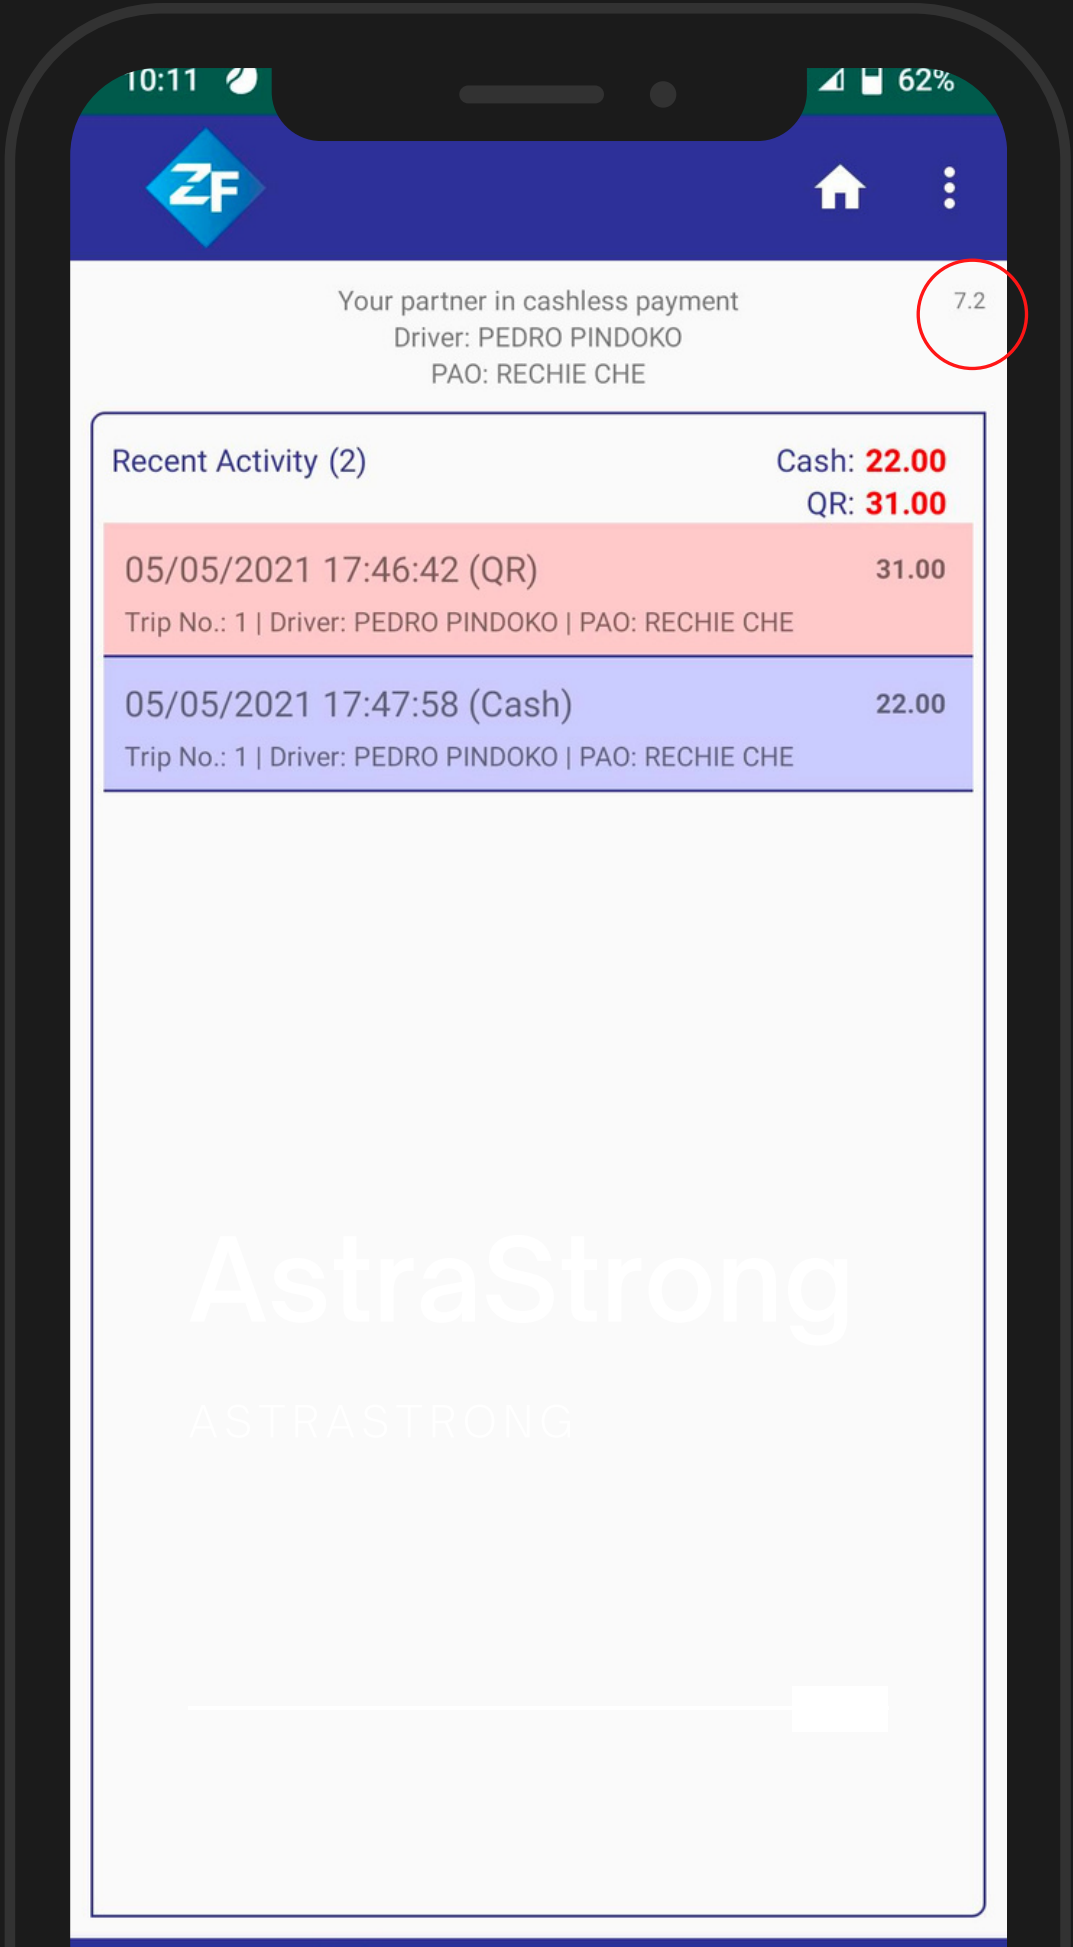 10:11 62%
ZF
Your partner in cashless payment 7.2
Driver: PEDRO PINDOKO
PAO: RECHIE CHE
Recent Activity (2) Cash: 22.00
QR: 31.00
05/05/2021 17:46:42 (QR) 31.00
Trip No.: 1 | Driver: PEDRO PINDOKO | PAO: RECHIE CHE
05/05/2021 17:47:58 (Cash) 22.00
Trip No.: 1 | Driver: PEDRO PINDOKO | PAO: RECHIE CHE
AstraStrong
ASTRASTRONG